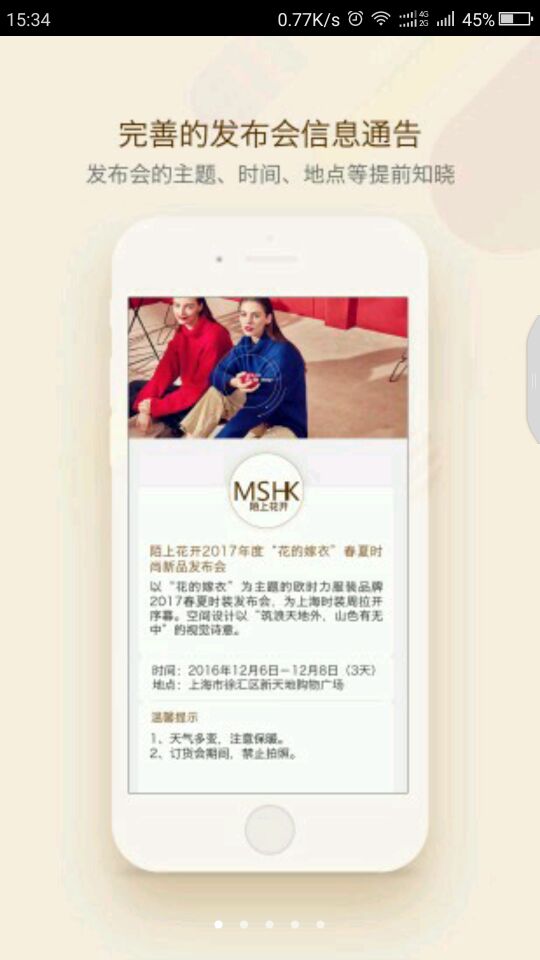 15:34
0.77K/s
4G
2G
45%
完善的发布会信息通告
发布会的主题、时间、地点等提前知晓
MSHK
陌上花开
陌上花开2017年度“花的嫁衣”春夏时
尚新品发布会
以“花的嫁衣”为主题的欧时力服装品牌
2017春夏时装发布会，为上海时装周拉开
序幕。空间设计以“筑浪天地外，山色有无
中”的视觉诗意。
时间：2016年12月6日－12月8日（3天）
地点：上海市徐汇区新天地购物广场
温馨提示
1、天气多变，注意保暖。
2、订货会期间，禁止拍照。